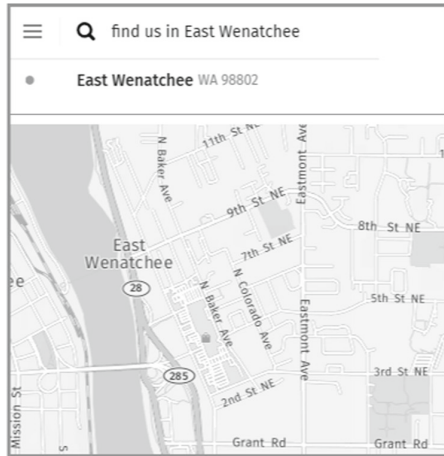 find us in East Wenatchee
East Wenatchee WA 98802
11th St N
N Baker Ave
Eastmont Ave
9th St NE
8th St NE
East
Wenatchee
7th St NE
ee
28
N Baker Ave
N Colorado Ave
Eastmont Ave
5th St NE
285
3rd St NE
2nd St NE
Mission St
S
Grant Rd
Grant Rd